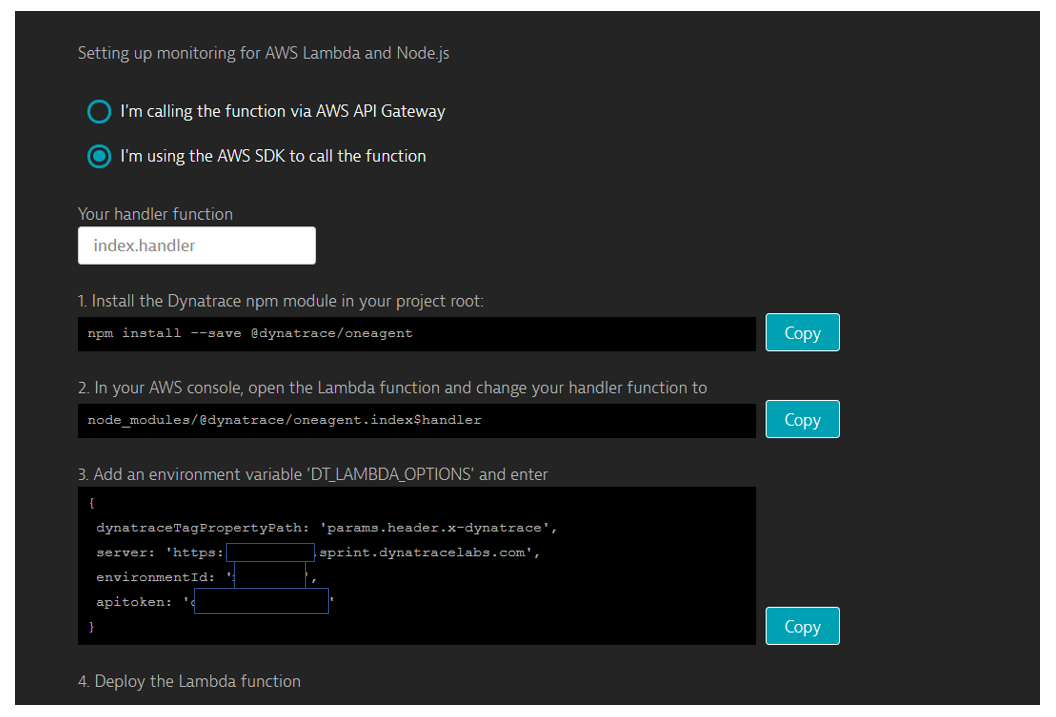 Setting up monitoring for AWS Lambda and Node.js
I'm calling the function via AWS API Gateway
I'm using the AWS SDK to call the function
Your handler function
index.handler
1. Install the Dynatrace npm module in your project root:
npm install --save @dynatrace/oneagent
Copy
2. In your AWS console, open the Lambda function and change your handler function to
node_modules/@dynatrace/oneagent.index$handler
Copy
3. Add an environment variable 'DT_LAMBDA_OPTIONS' and enter
{
dynatraceTagPropertyPath: 'params.header.x-dynatrace',
server: 'https: .sprint.dynatracelabs.com',
environmentId: ' ',
apitoken: ' '
}
Copy
4. Deploy the Lambda function